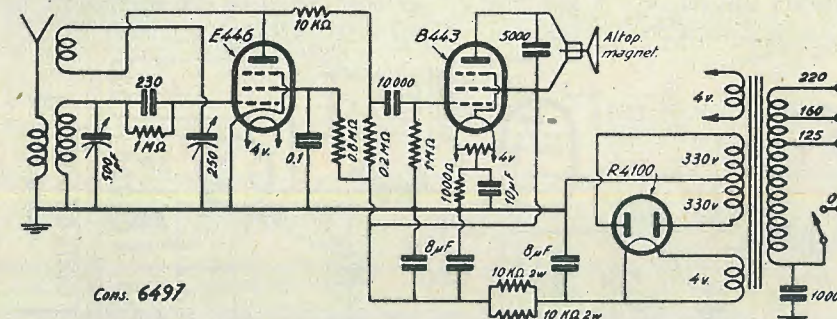 E446
10 KΩ
230
1 MΩ
500 µµF
250
4v.
0.1
0.8 MΩ
0.2 MΩ
10000
1 MΩ
B443
5000
Altop.
magnet.
4v
1000Ω
10µF
8µF
8µF
10 KΩ 2w
10 KΩ 2w
R4100
4v.
330v
330v
4v.
220
160
125
0
1000
Cons. 6497